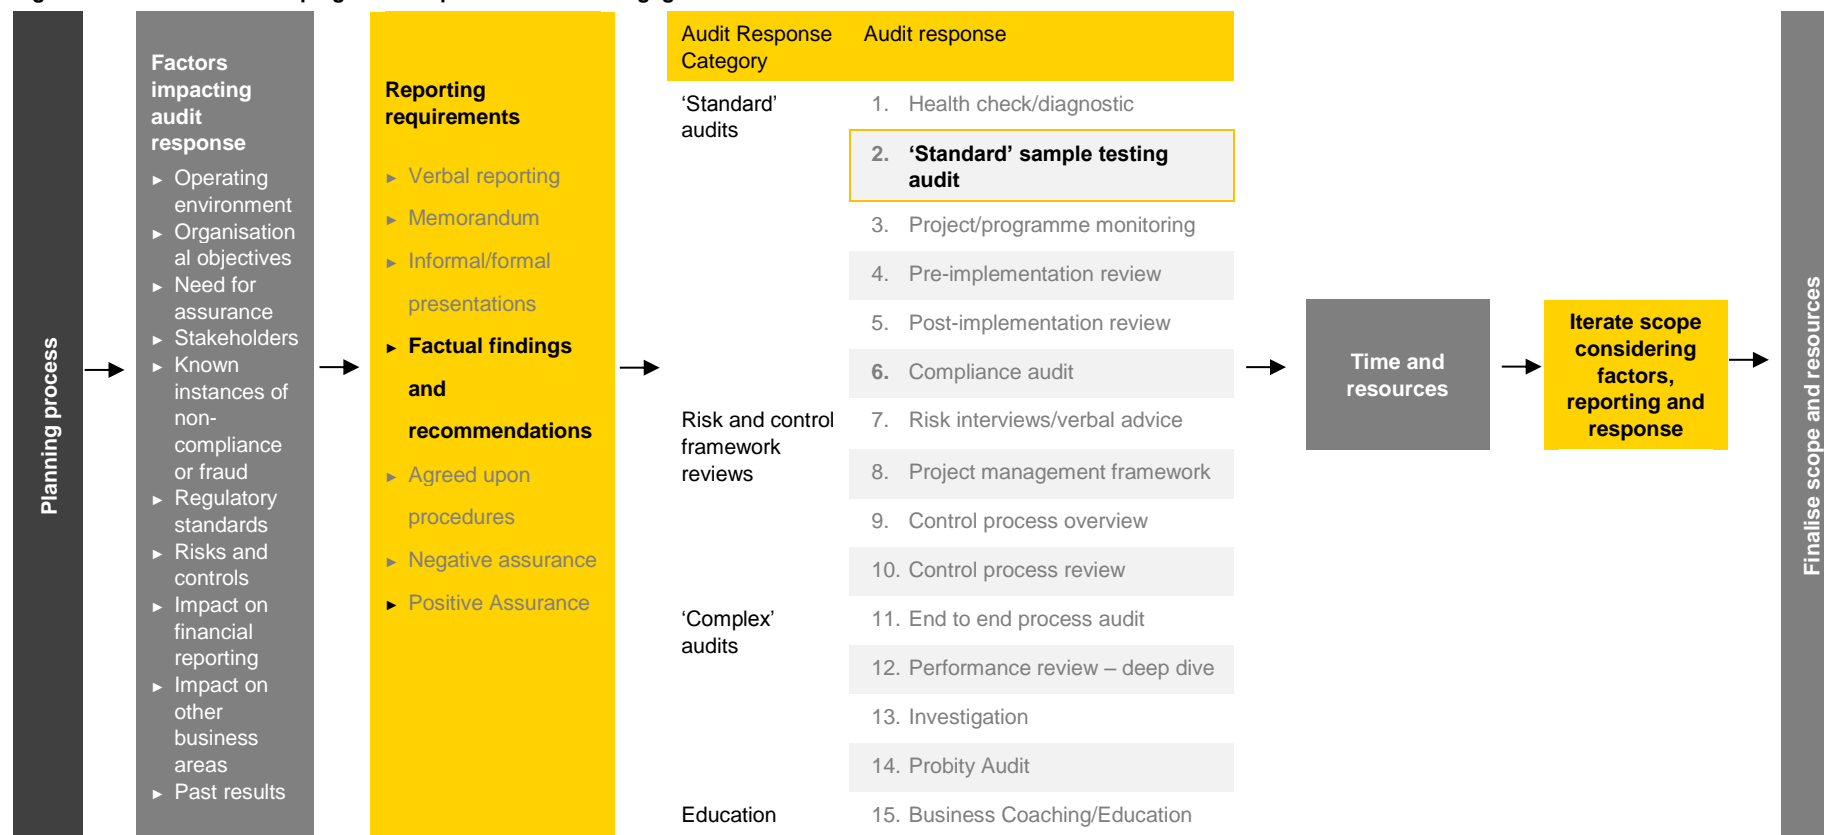 Planning process
Factors
impacting
audit
response
► Operating
environment
► Organisation
al objectives
► Need for
assurance
► Stakeholders
► Known
instances of
non-
compliance
or fraud
► Regulatory
standards
► Risks and
controls
► Impact on
financial
reporting
► Impact on
other
business
areas
► Past results
Reporting
requirements
► Verbal reporting
► Memorandum
► Informal/formal
presentations
► Factual findings
and
recommendations
► Agreed upon
procedures
► Negative assurance
► Positive Assurance
Audit Response
Category
Audit response
‘Standard’
audits
1. Health check/diagnostic
2. ‘Standard’ sample testing
audit
3. Project/programme monitoring
4. Pre-implementation review
5. Post-implementation review
6. Compliance audit
Risk and control
framework
reviews
7. Risk interviews/verbal advice
8. Project management framework
9. Control process overview
10. Control process review
‘Complex’
audits
11. End to end process audit
12. Performance review – deep dive
13. Investigation
14. Probity Audit
Education
15. Business Coaching/Education
Time and
resources
Iterate scope
considering
factors,
reporting and
response
Finalise scope and resources